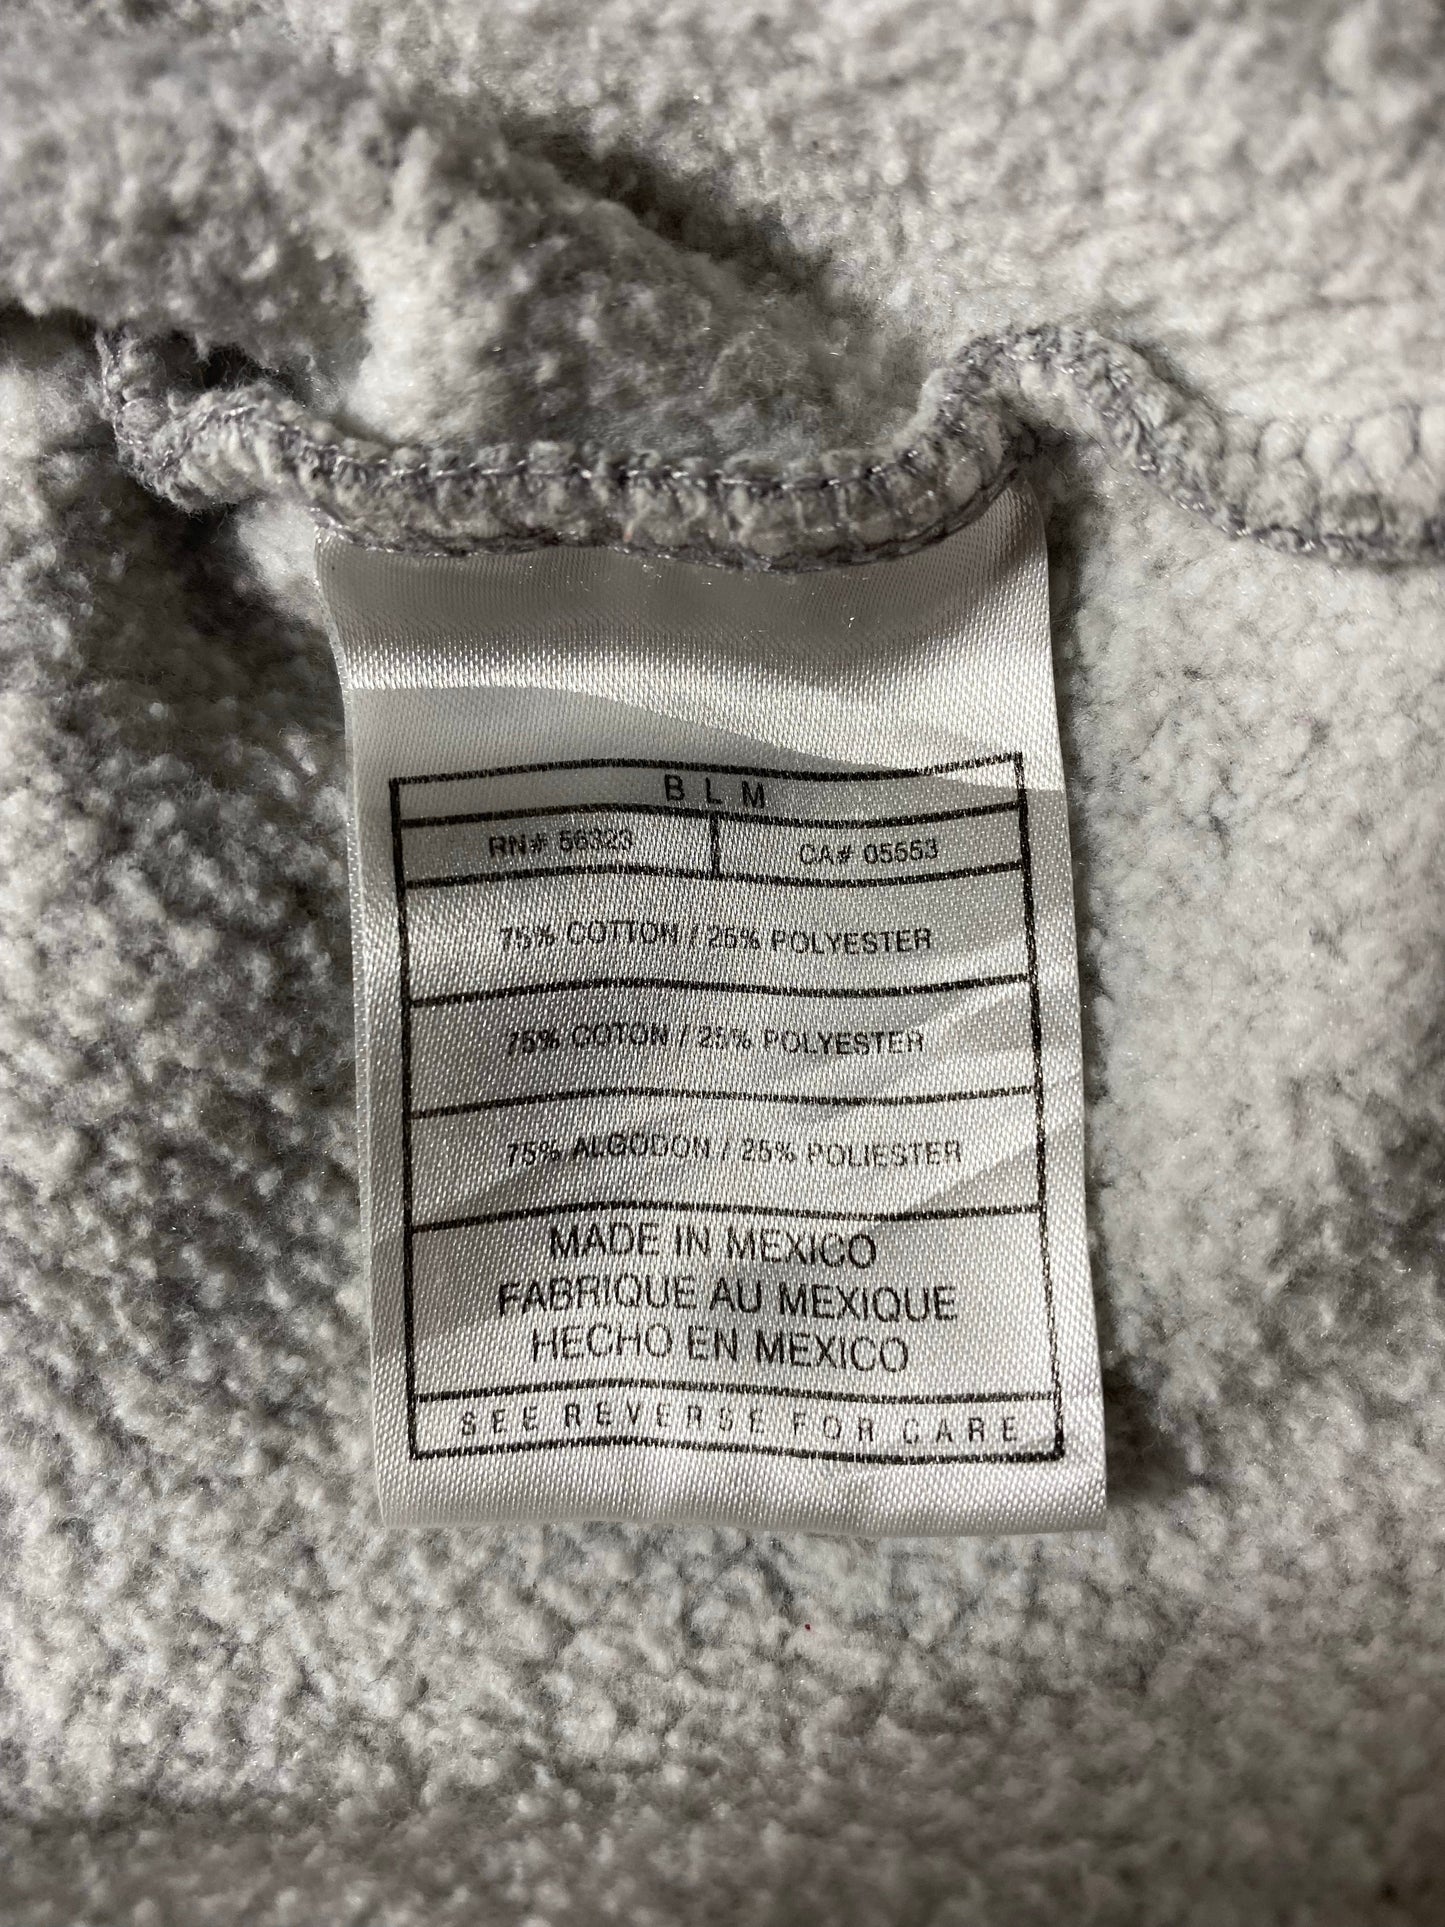 B L M
RN# 56323 CA# 05553
75% COTTON / 25% POLYESTER
75% COTON / 25% POLYESTER
75% ALGODON / 25% POLIESTER
MADE IN MEXICO
FABRIQUE AU MEXIQUE
HECHO EN MEXICO
SEE REVERSE FOR CARE